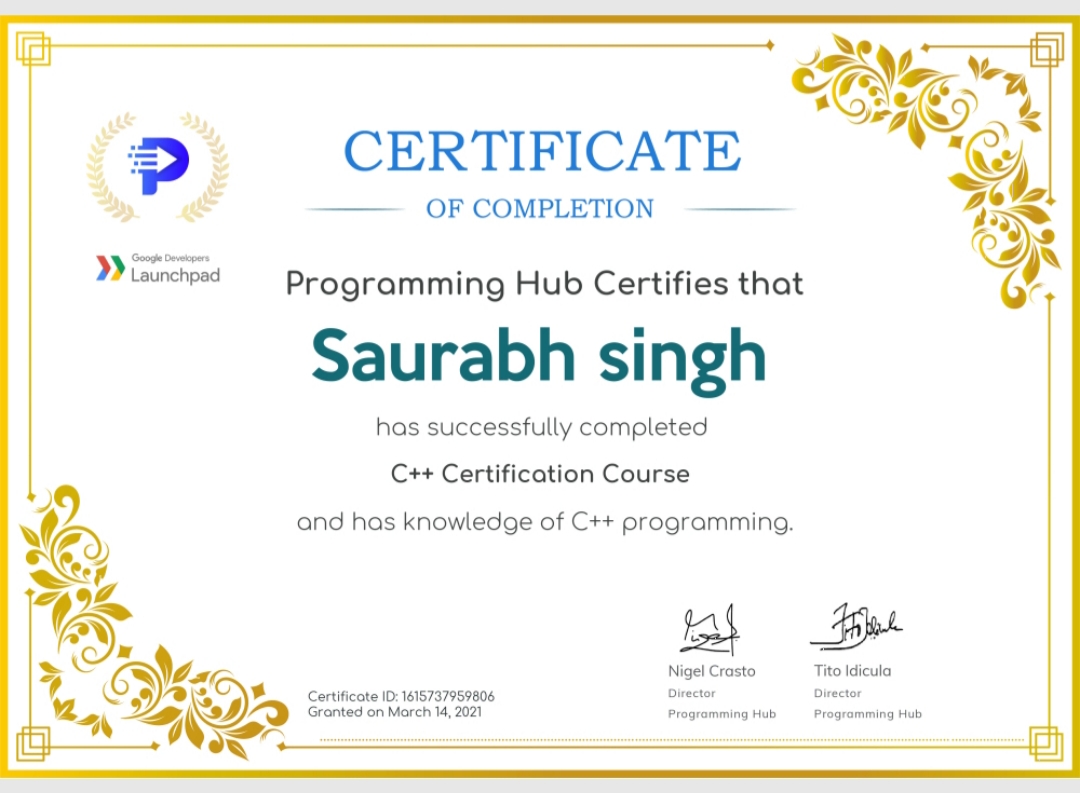 CERTIFICATE
OF COMPLETION
Google Developers
Launchpad
Programming Hub Certifies that
Saurabh singh
has successfully completed
C++ Certification Course
and has knowledge of C++ programming.
Certificate ID: 1615737959806
Granted on March 14, 2021
Nigel Crasto
Director
Programming Hub
Tito Idicula
Director
Programming Hub